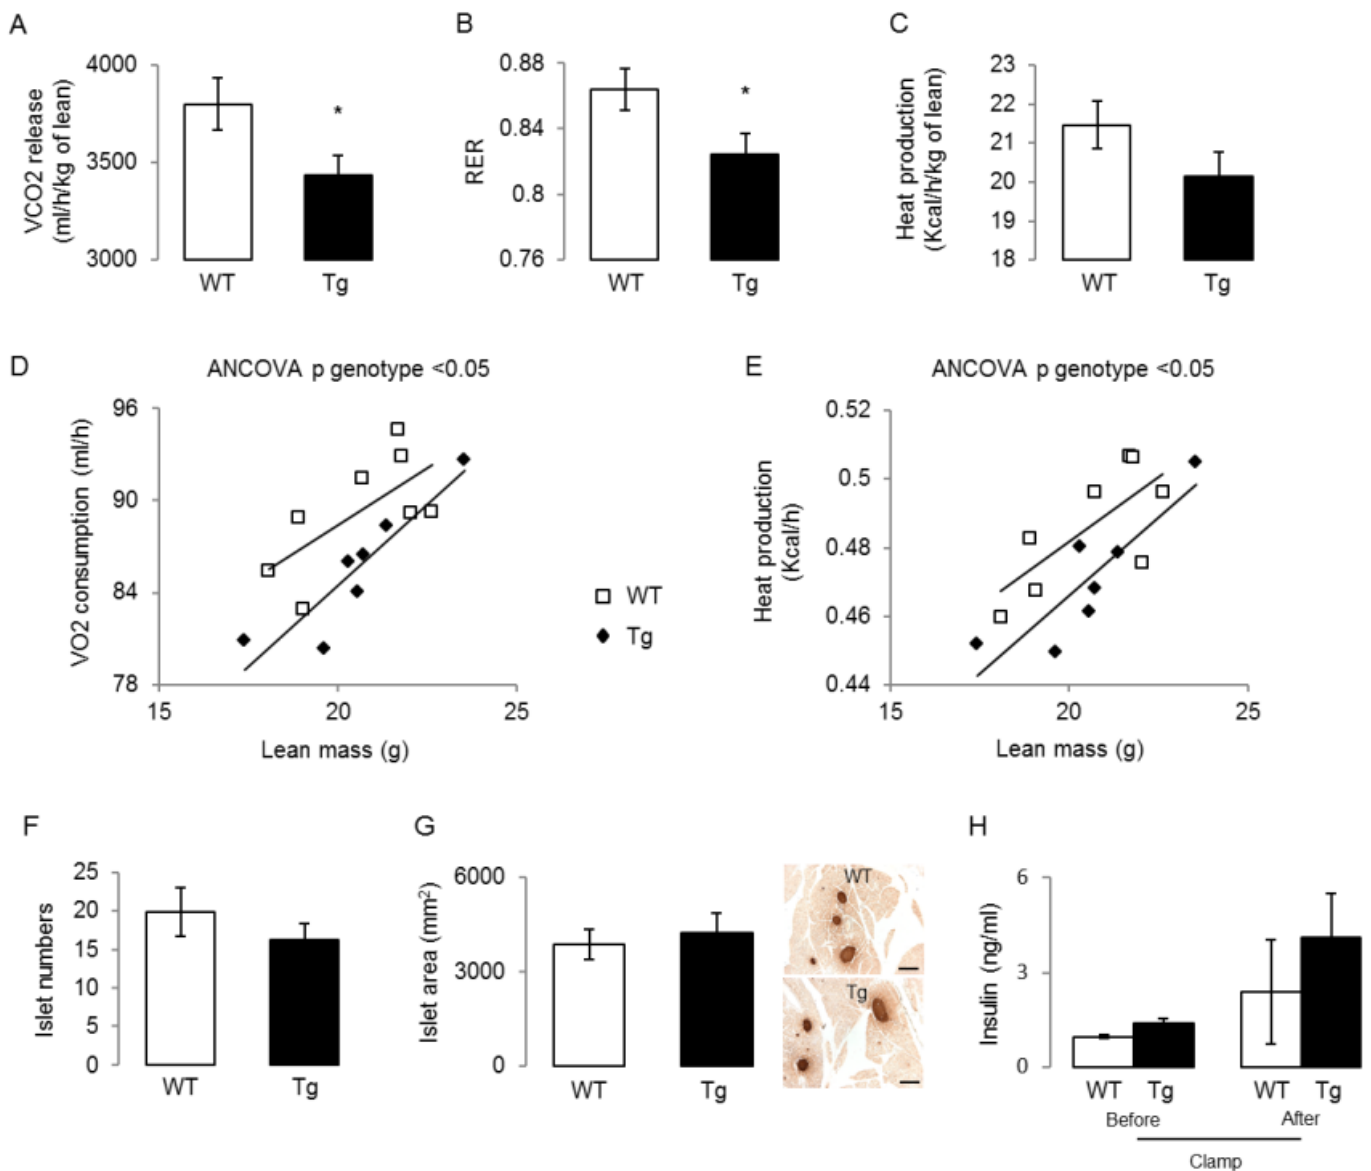 A
VCO2 release
(ml/h/kg of lean)
4000
3500
3000
*
WT
Tg
B
RER
0.88
0.84
0.8
0.76
*
WT
Tg
C
Heat production
(Kcal/h/kg of lean)
23
22
21
20
19
18
WT
Tg
D
ANCOVA p genotype <0.05
VO2 consumption (ml/h)
96
90
84
78
15
20
25
Lean mass (g)
WT
Tg
E
ANCOVA p genotype <0.05
Heat production
(Kcal/h)
0.52
0.5
0.48
0.46
0.44
15
20
25
Lean mass (g)
F
Islet numbers
25
20
15
10
5
0
WT
Tg
G
Islet area (mm²)
6000
3000
0
WT
Tg
WT
Tg
H
Insulin (ng/ml)
6
3
0
WT Tg
WT Tg
Before
After
Clamp